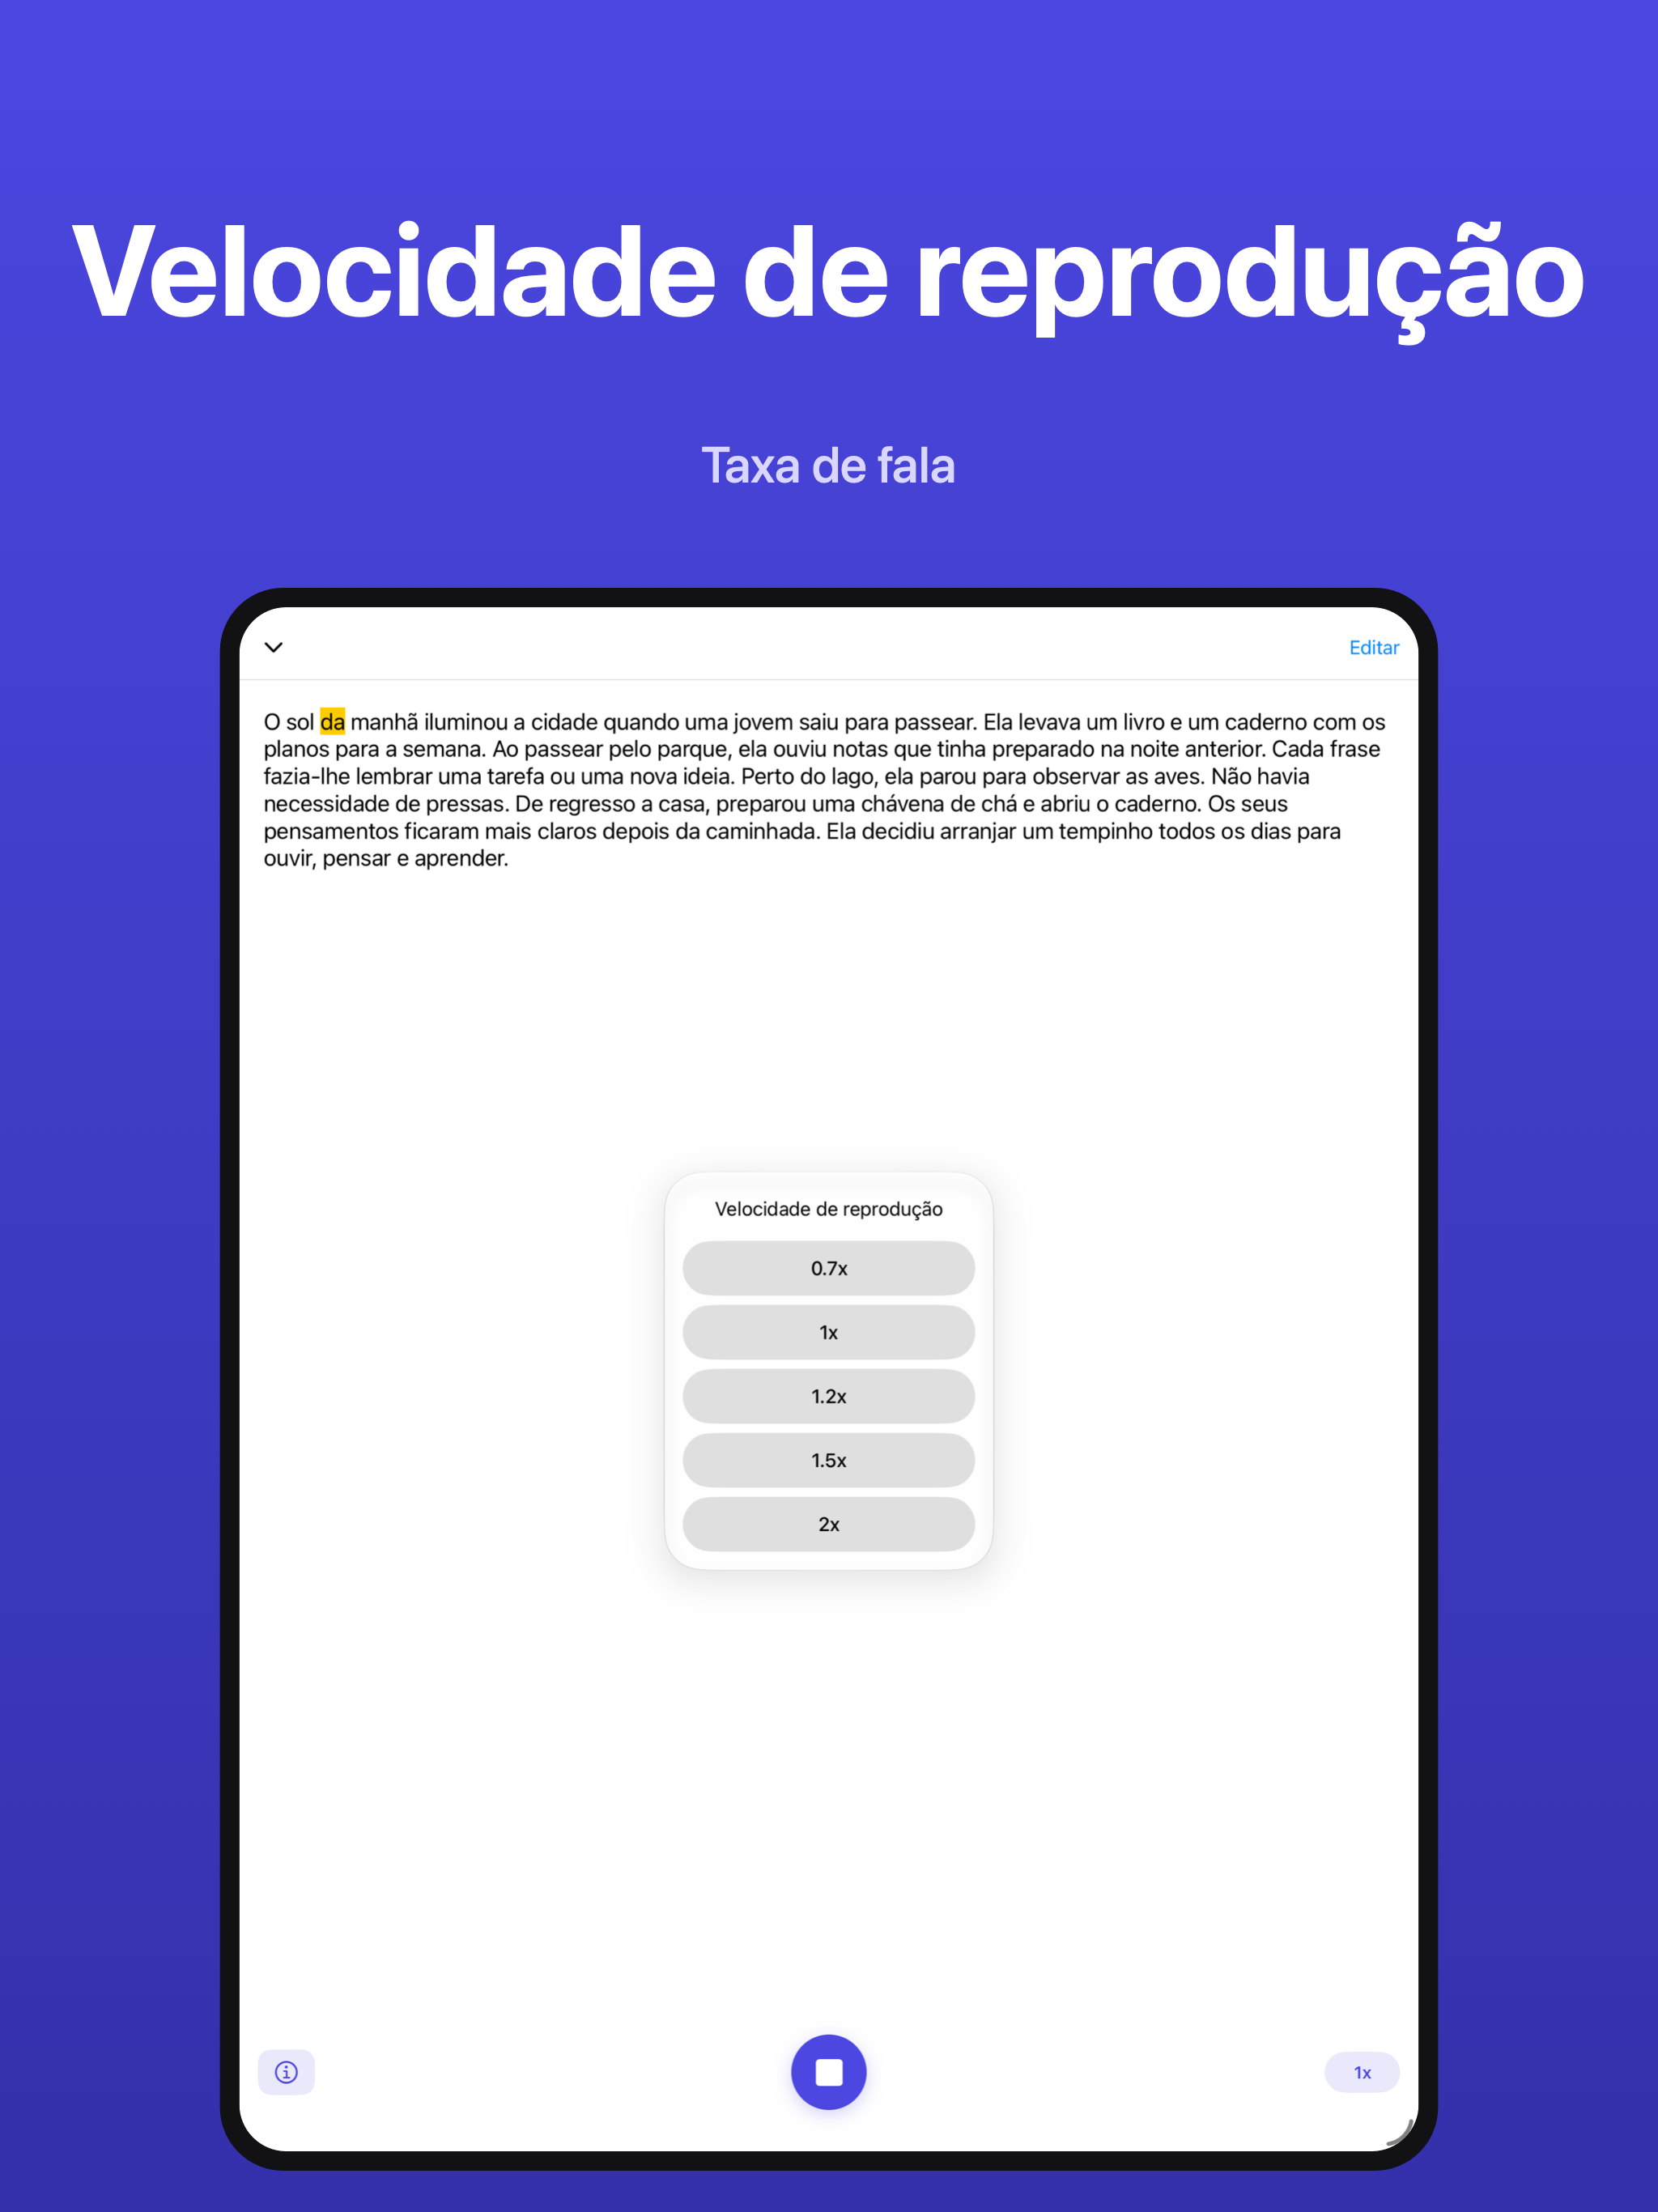 Velocidade de reprodução
Taxa de fala
Editar
O sol da manhã iluminou a cidade quando uma jovem saiu para passear. Ela levava um livro e um caderno com os
planos para a semana. Ao passear pelo parque, ela ouviu notas que tinha preparado na noite anterior. Cada frase
fazia-lhe lembrar uma tarefa ou uma nova ideia. Perto do lago, ela parou para observar as aves. Não havia
necessidade de pressas. De regresso a casa, preparou uma chávena de chá e abriu o caderno. Os seus
pensamentos ficaram mais claros depois da caminhada. Ela decidiu arranjar um tempinho todos os dias para
ouvir, pensar e aprender.
Velocidade de reprodução
0.7x
1x
1.2x
1.5x
2x
1x